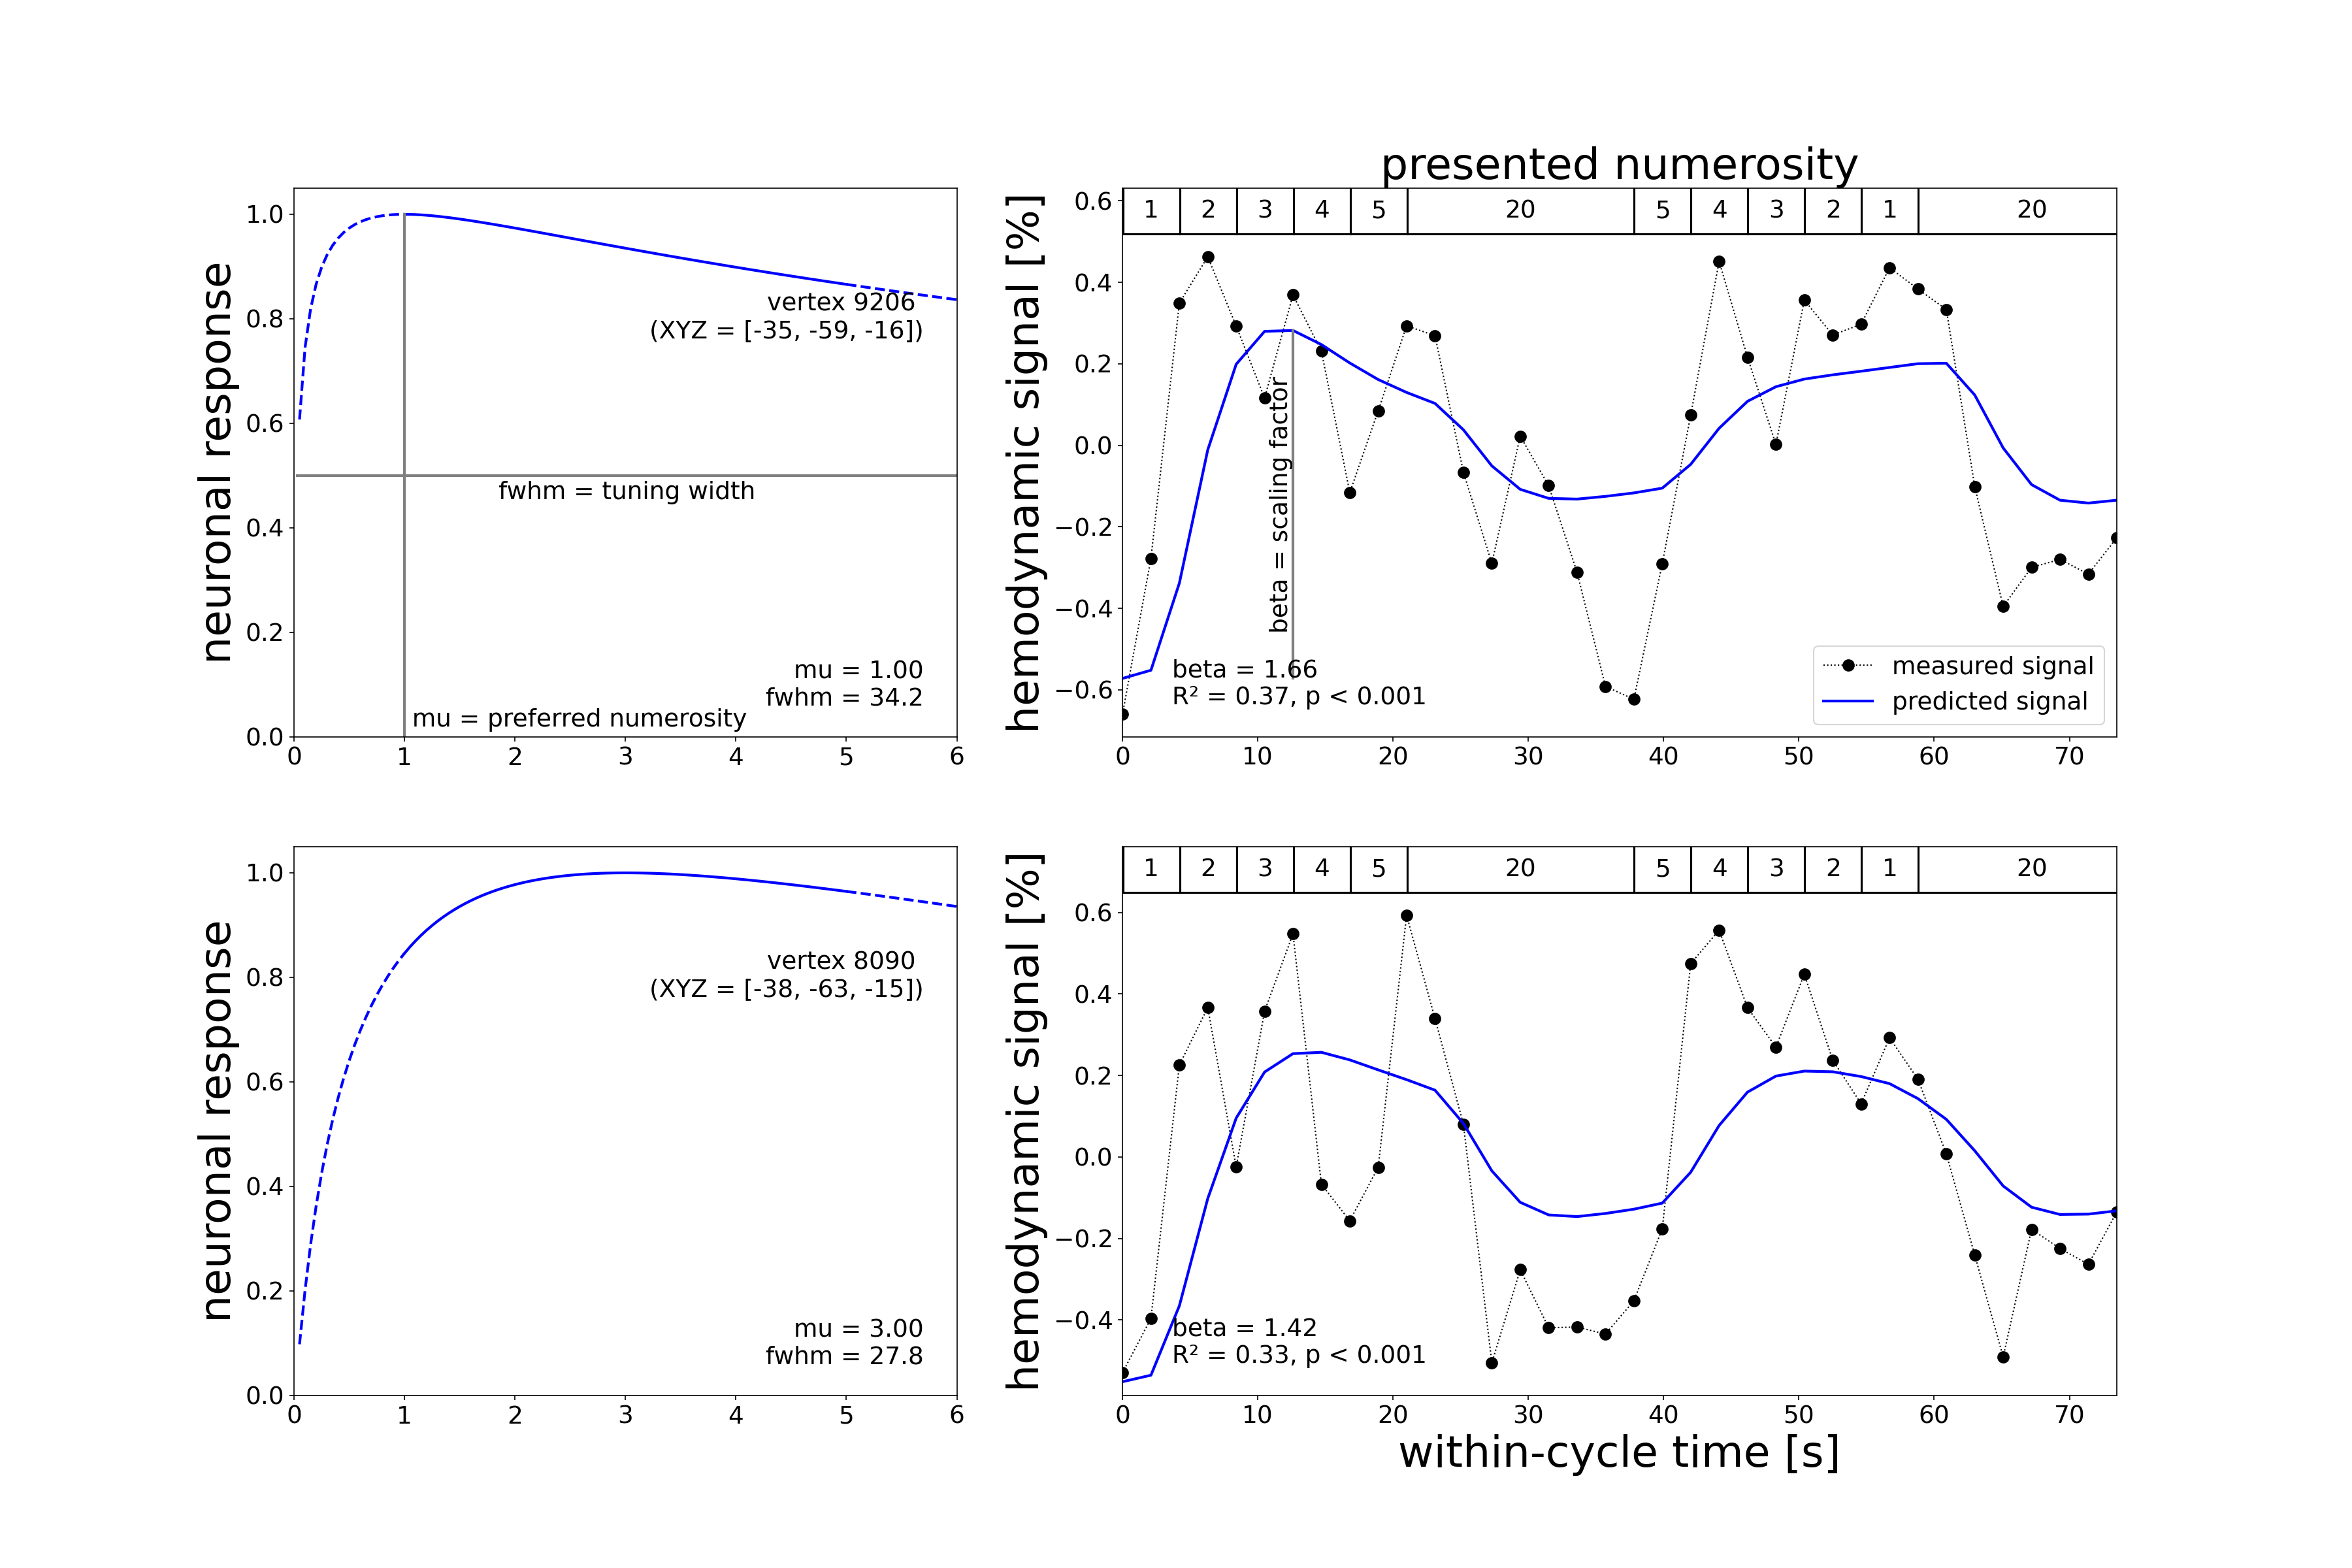 presented numerosity
neuronal response
1.0
0.8
0.6
0.4
0.2
0.0
0 1 2 3 4 5 6
vertex 9206
(XYZ = [-35, -59, -16])
fwhm = tuning width
mu = 1.00
fwhm = 34.2
mu = preferred numerosity
hemodynamic signal [%]
0.6
0.4
0.2
0.0
−0.2
−0.4
−0.6
1 2 3 4 5 20 5 4 3 2 1 20
beta = scaling factor
beta = 1.66
R² = 0.37, p < 0.001
measured signal
predicted signal
0 10 20 30 40 50 60 70
neuronal response
1.0
0.8
0.6
0.4
0.2
0.0
0 1 2 3 4 5 6
vertex 8090
(XYZ = [-38, -63, -15])
mu = 3.00
fwhm = 27.8
hemodynamic signal [%]
0.6
0.4
0.2
0.0
−0.2
−0.4
1 2 3 4 5 20 5 4 3 2 1 20
beta = 1.42
R² = 0.33, p < 0.001
0 10 20 30 40 50 60 70
within-cycle time [s]